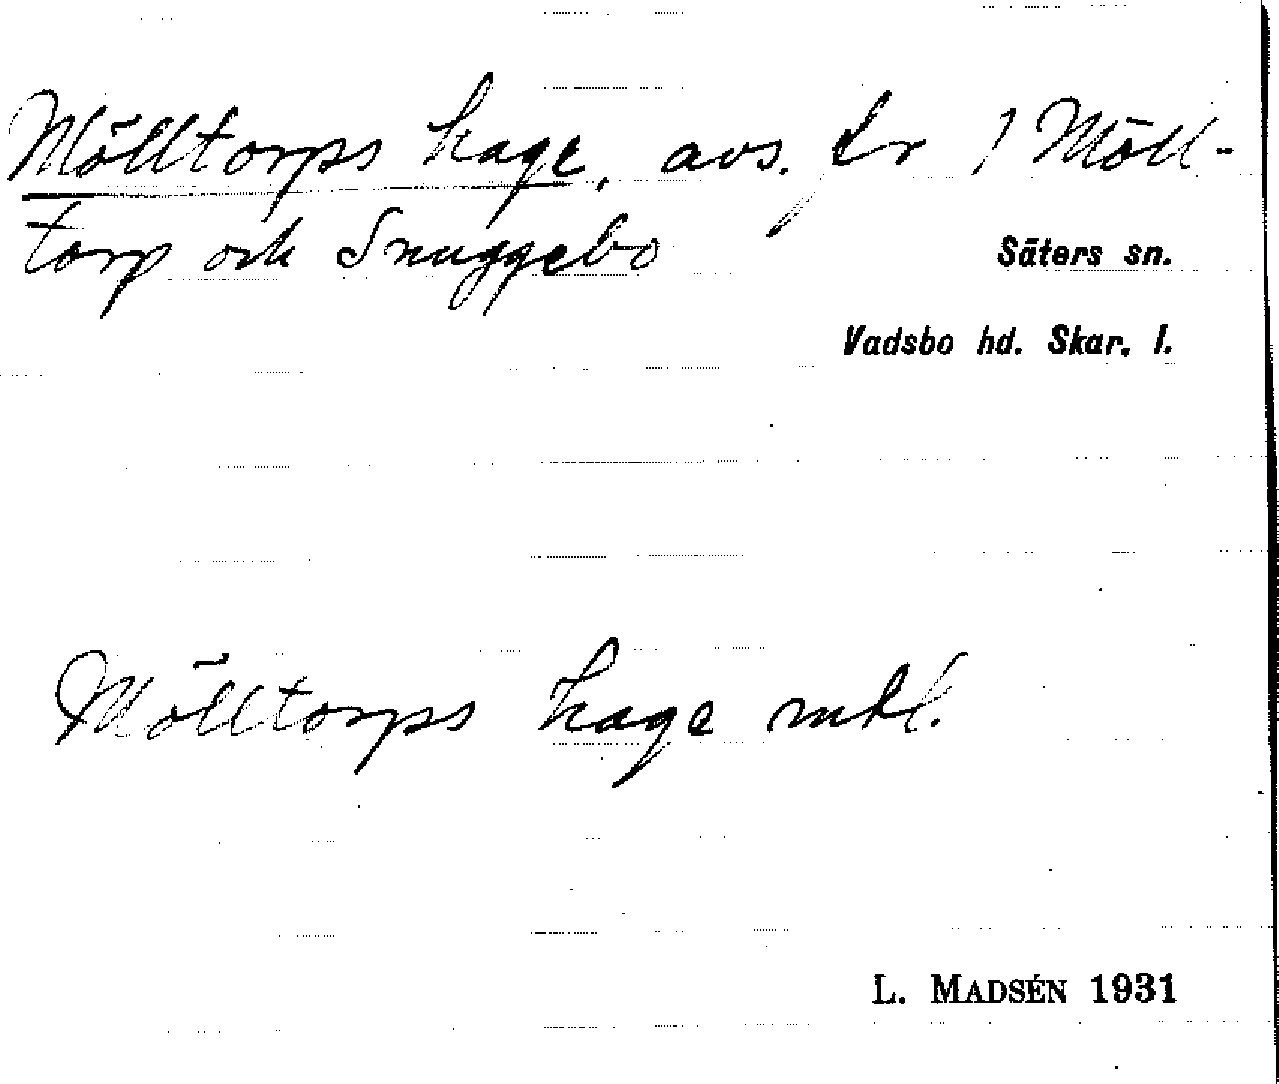 Mölltorps hage, avs. fr 1 Möll-
torp och Snuggebo
Säters sn.
Vadsbo hd. Skar. l.
Mölltorps hage mkl.
L. MADSÉN 1931